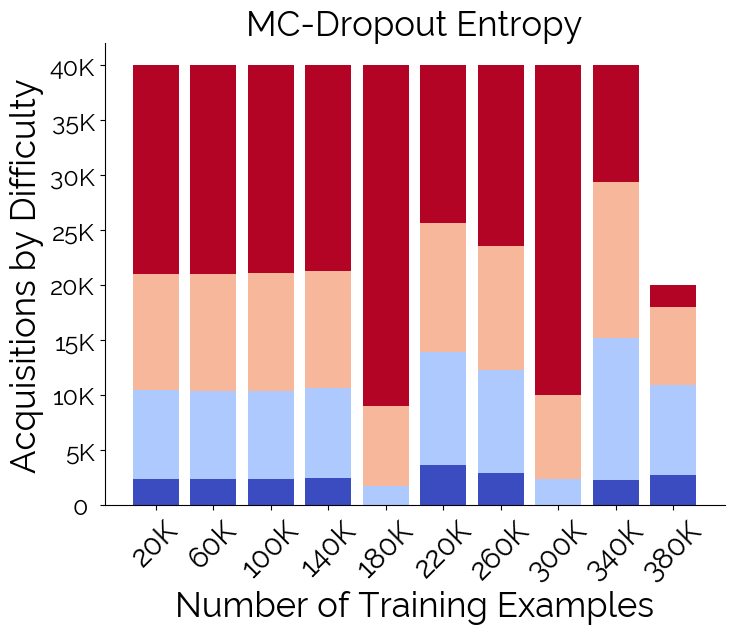 MC-Dropout Entropy
Acquisitions by Difficulty
40K
35K
30K
25K
20K
15K
10K
5K
0
20K
60K
100K
140K
180K
220K
260K
300K
340K
380K
Number of Training Examples